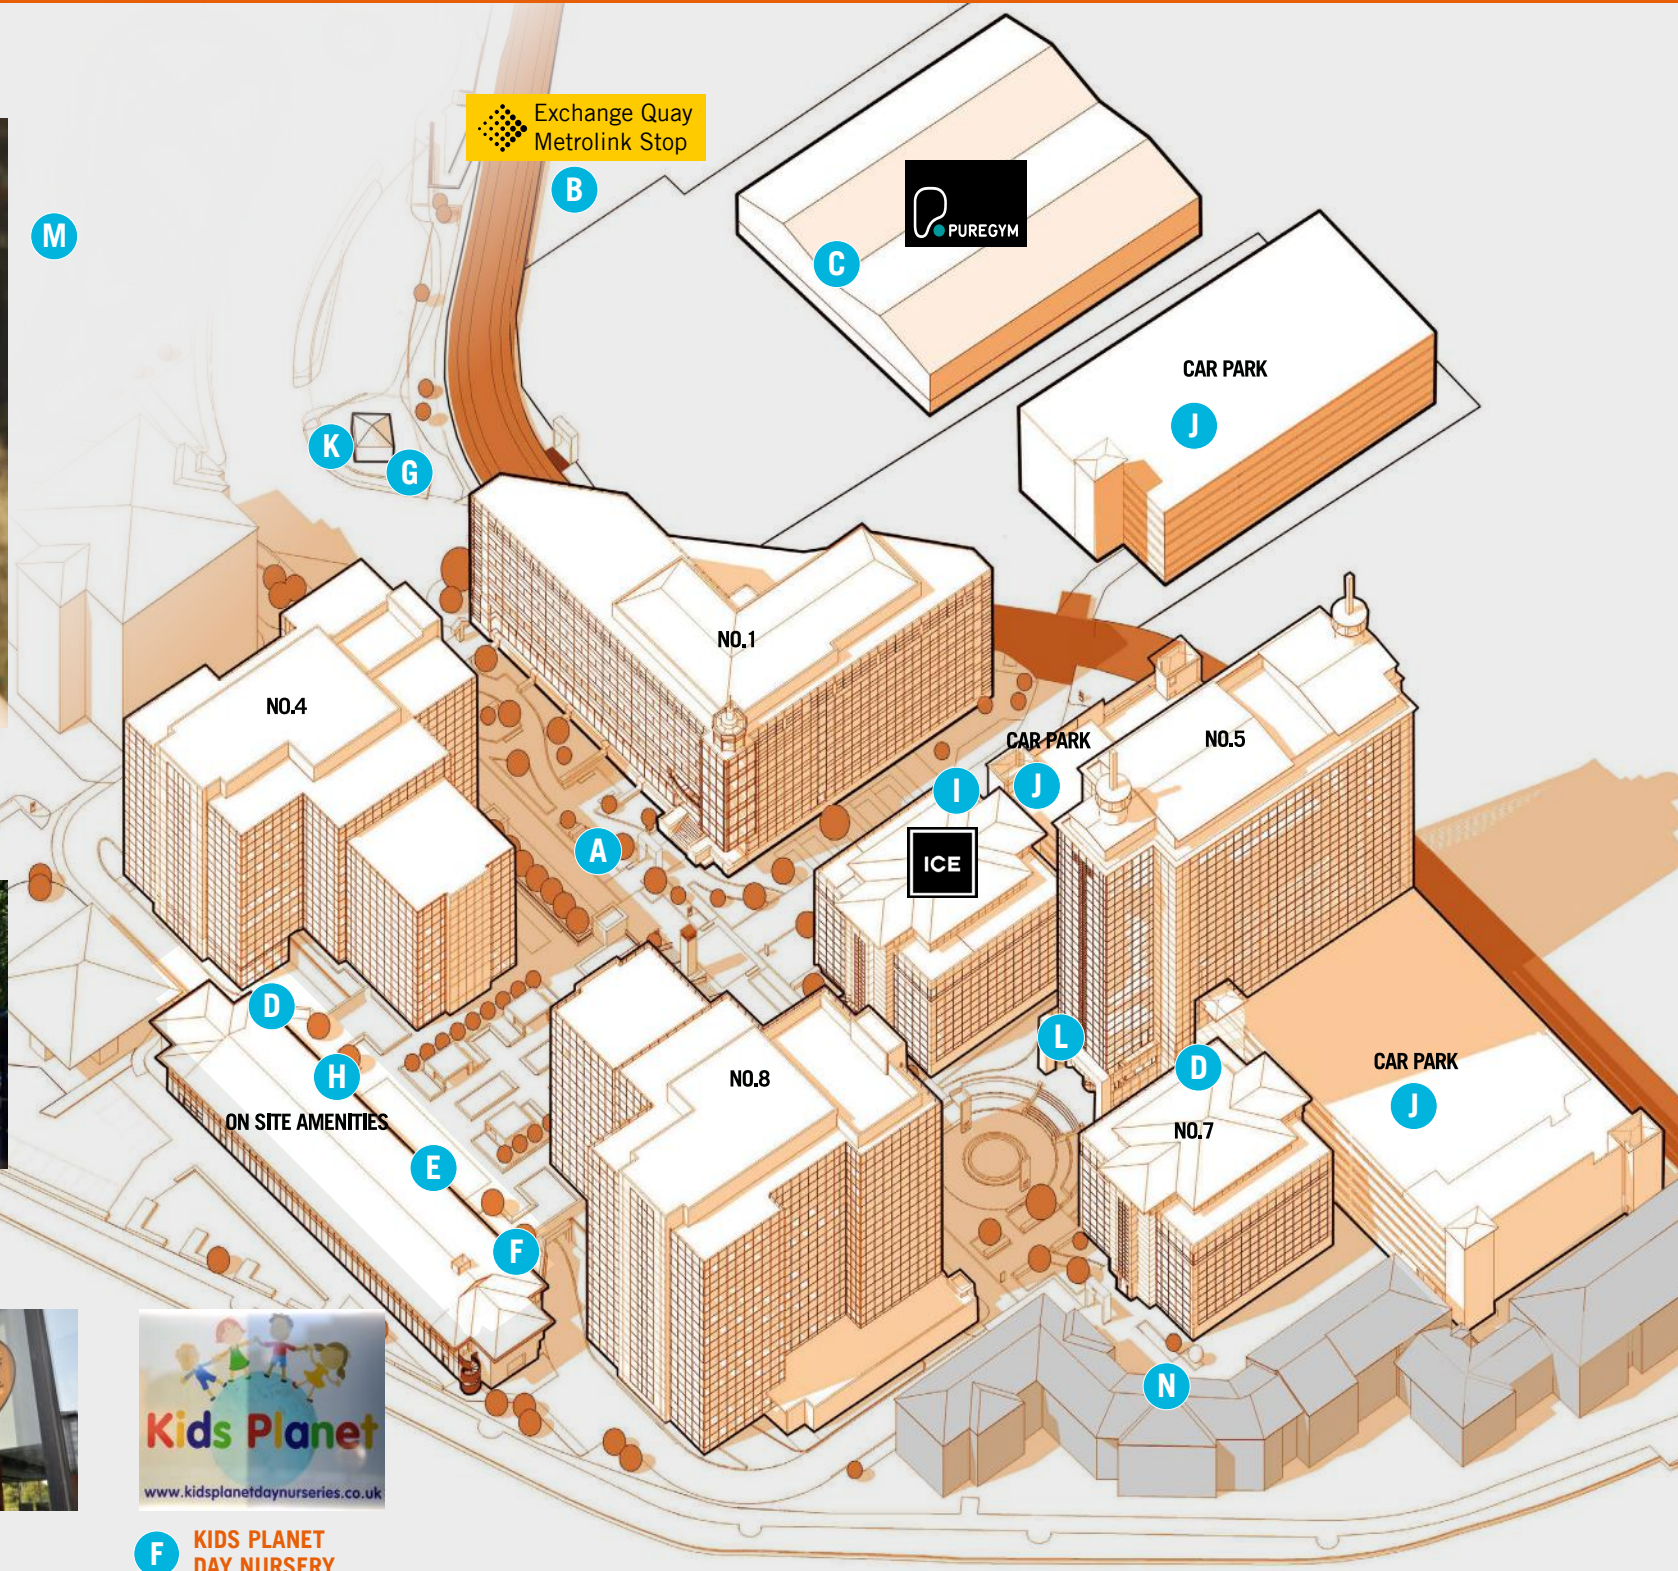 Exchange Quay
Metrolink Stop
B
M
PUREGYM
C
CAR PARK
J
K
G
NO.1
NO.4
CAR PARK
J
NO.5
I
A
ICE
D
L
D
H
NO.8
CAR PARK
J
ON SITE AMENITIES
NO.7
E
F
N
Kids Planet
www.kidsplanetdaynurseries.co.uk
F
KIDS PLANET
DAY NURSERY